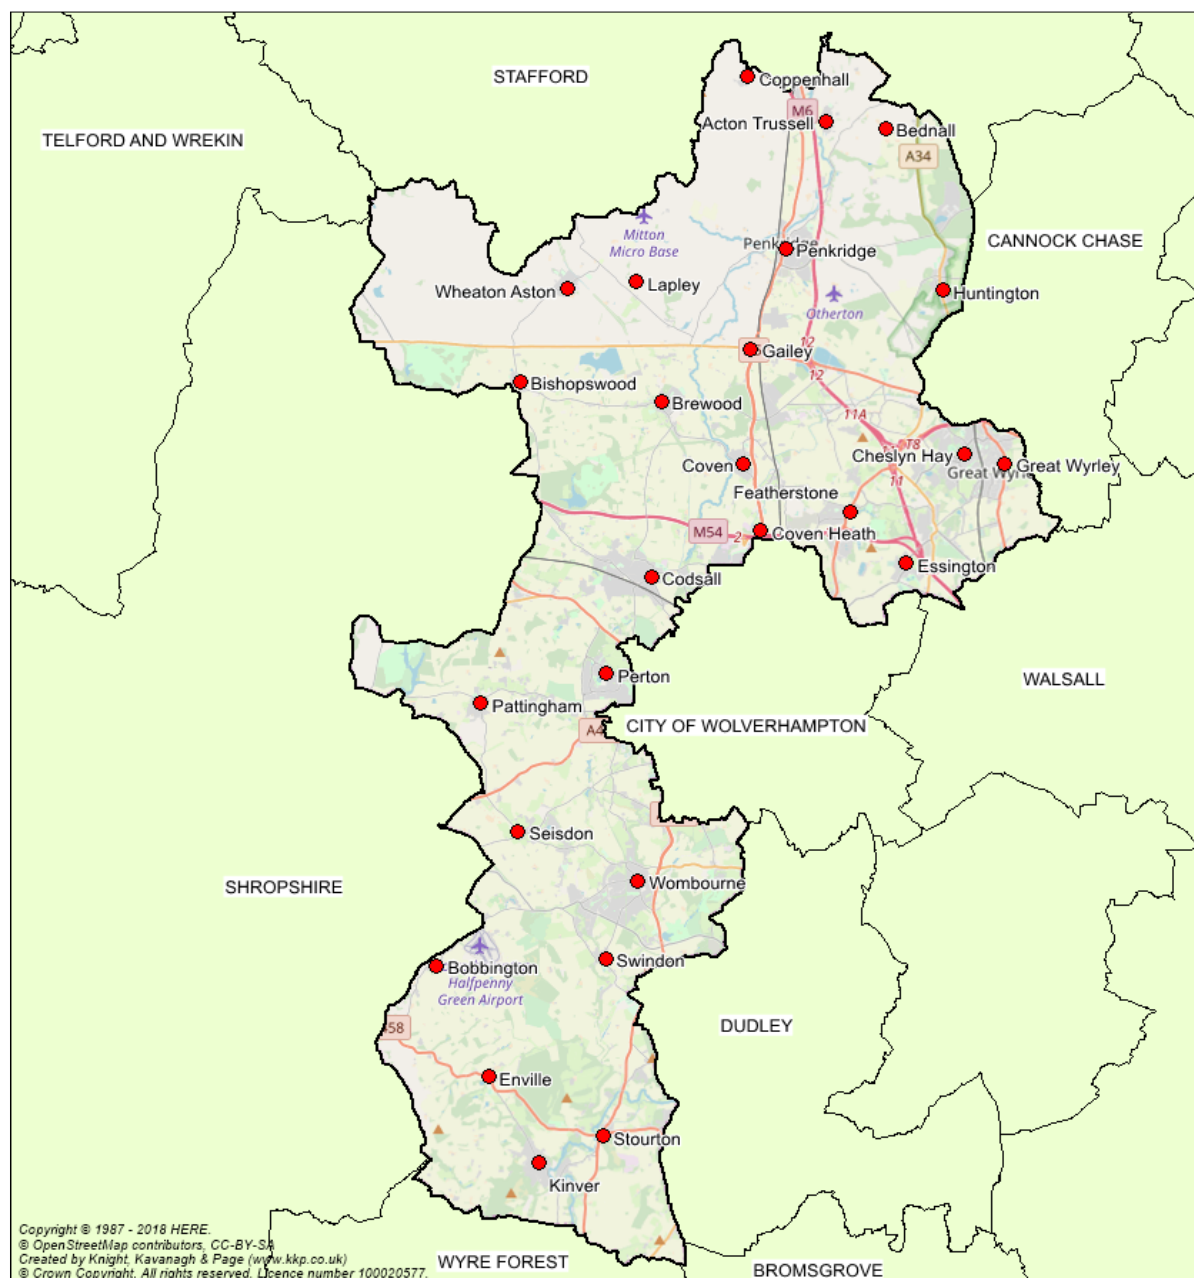 STAFFORD
Coppenhall
M6
Acton Trussell
Bednall
TELFORD AND WREKIN
A34
Mitton
Micro Base
Penkridge
Penkridge
CANNOCK CHASE
Lapley
Wheaton Aston
Huntington
Otherton
12
Gailey
12
Bishopswood
Brewood
11A
T8
Cheslyn Hay
Coven
Great Wyrley
11
Featherstone
M54
2
Coven Heath
Essington
Codsall
Perton
WALSALL
Pattingham
CITY OF WOLVERHAMPTON
A4
Seisdon
Wombourne
SHROPSHIRE
Swindon
Bobbington
Halfpenny
Green Airport
DUDLEY
58
Enville
Stourton
Kinver
Copyright © 1987 - 2018 HERE.
© OpenStreetMap contributors, CC-BY-SA
Created by Knight, Kavanagh & Page (www.kkp.co.uk)
© Crown Copyright. All rights reserved. Licence number 100020577.
WYRE FOREST
BROMSGROVE